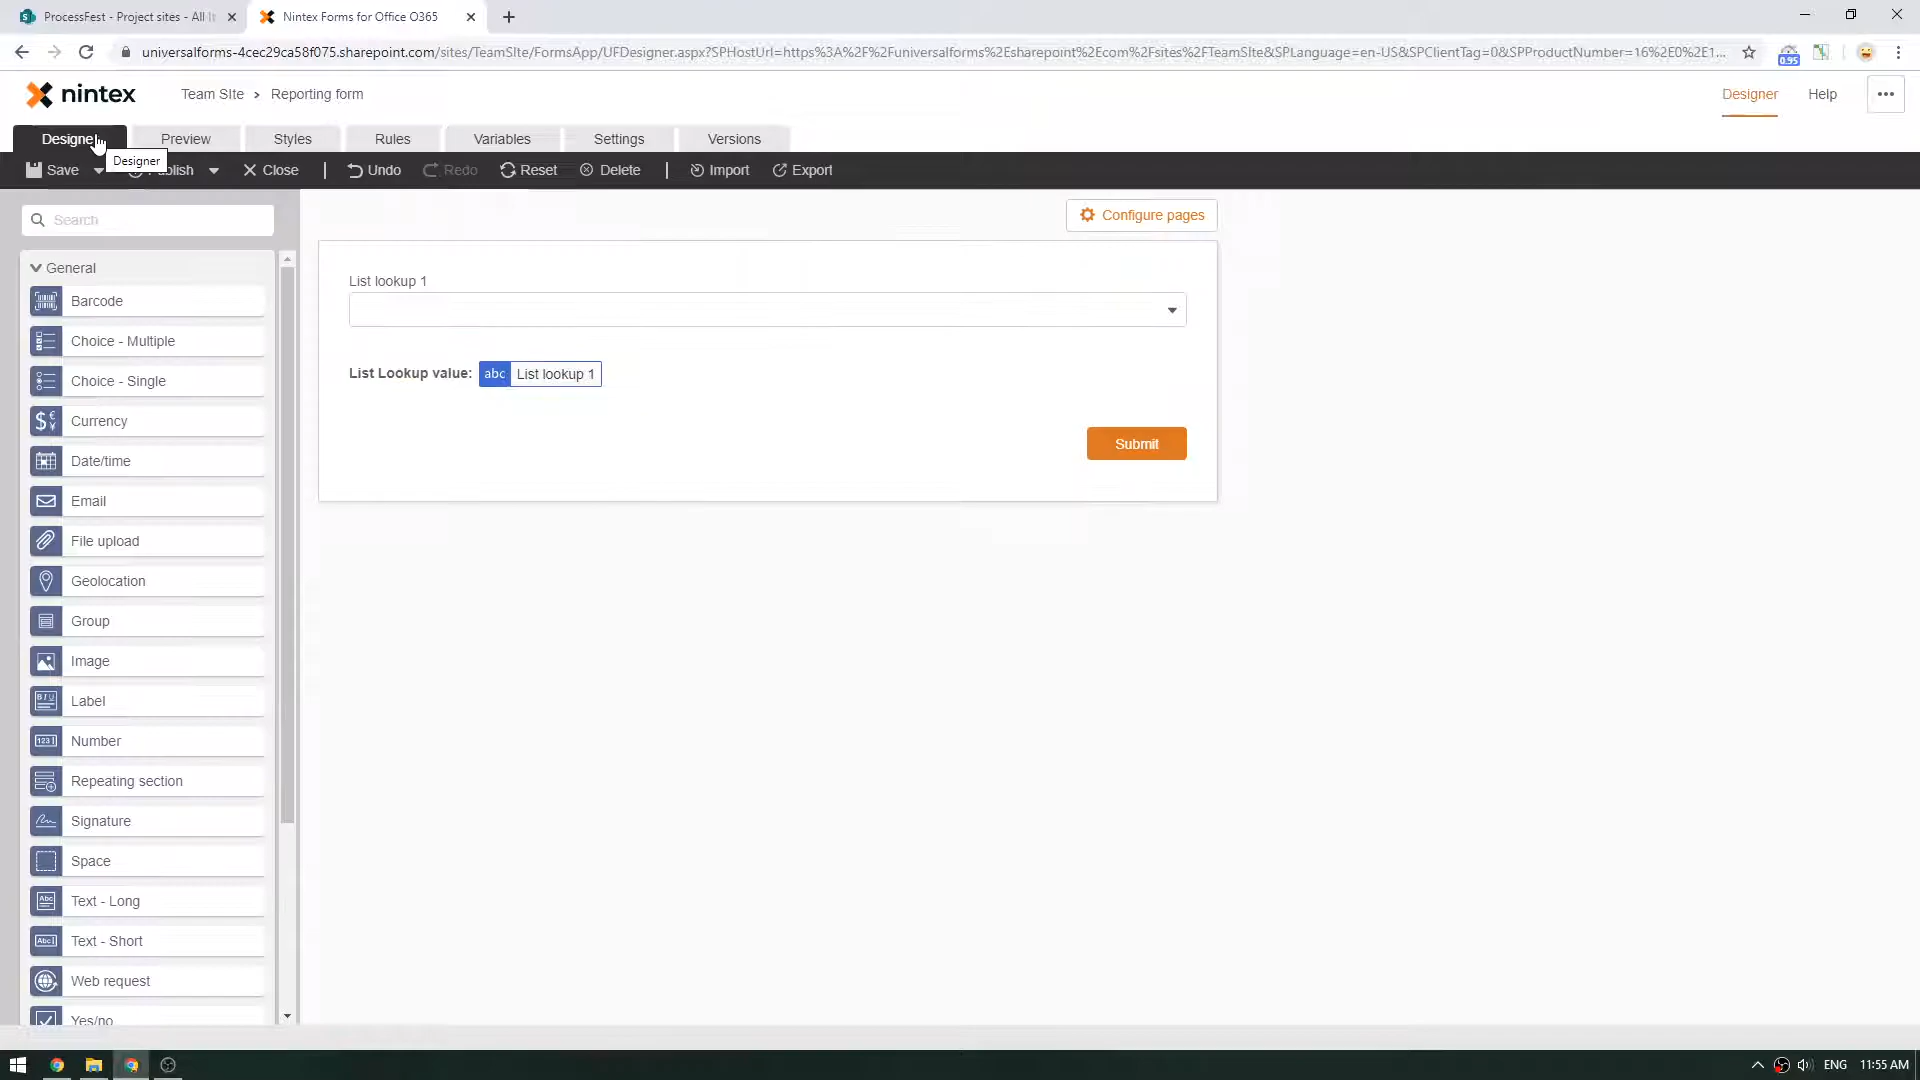 ProcessFest - Project sites - All It
Nintex Forms for Office O365
universalforms-4cec29ca58f075.sharepoint.com/sites/TeamSIte/FormsApp/UFDesigner.aspx?SPHostUrl=https%3A%2F%2Funiversalforms%2Esharepoint%2Ecom%2Fsites%2FTeamSIte&SPLanguage=en-US&SPClientTag=0&SPProductNumber=16%2E0%2E1...
0.95
nintex
Team SIte > Reporting form
Designer Help
Designer Preview Styles Rules Variables Settings Versions
Designer
Save Publish Close | Undo Redo Reset Delete | Import Export
Search
Configure pages
General
Barcode
Choice - Multiple
Choice - Single
Currency
Date/time
Email
File upload
Geolocation
Group
Image
Label
Number
Repeating section
Signature
Space
Text - Long
Text - Short
Web request
Yes/no
List lookup 1
List Lookup value: abc List lookup 1
Submit
ENG 11:55 AM